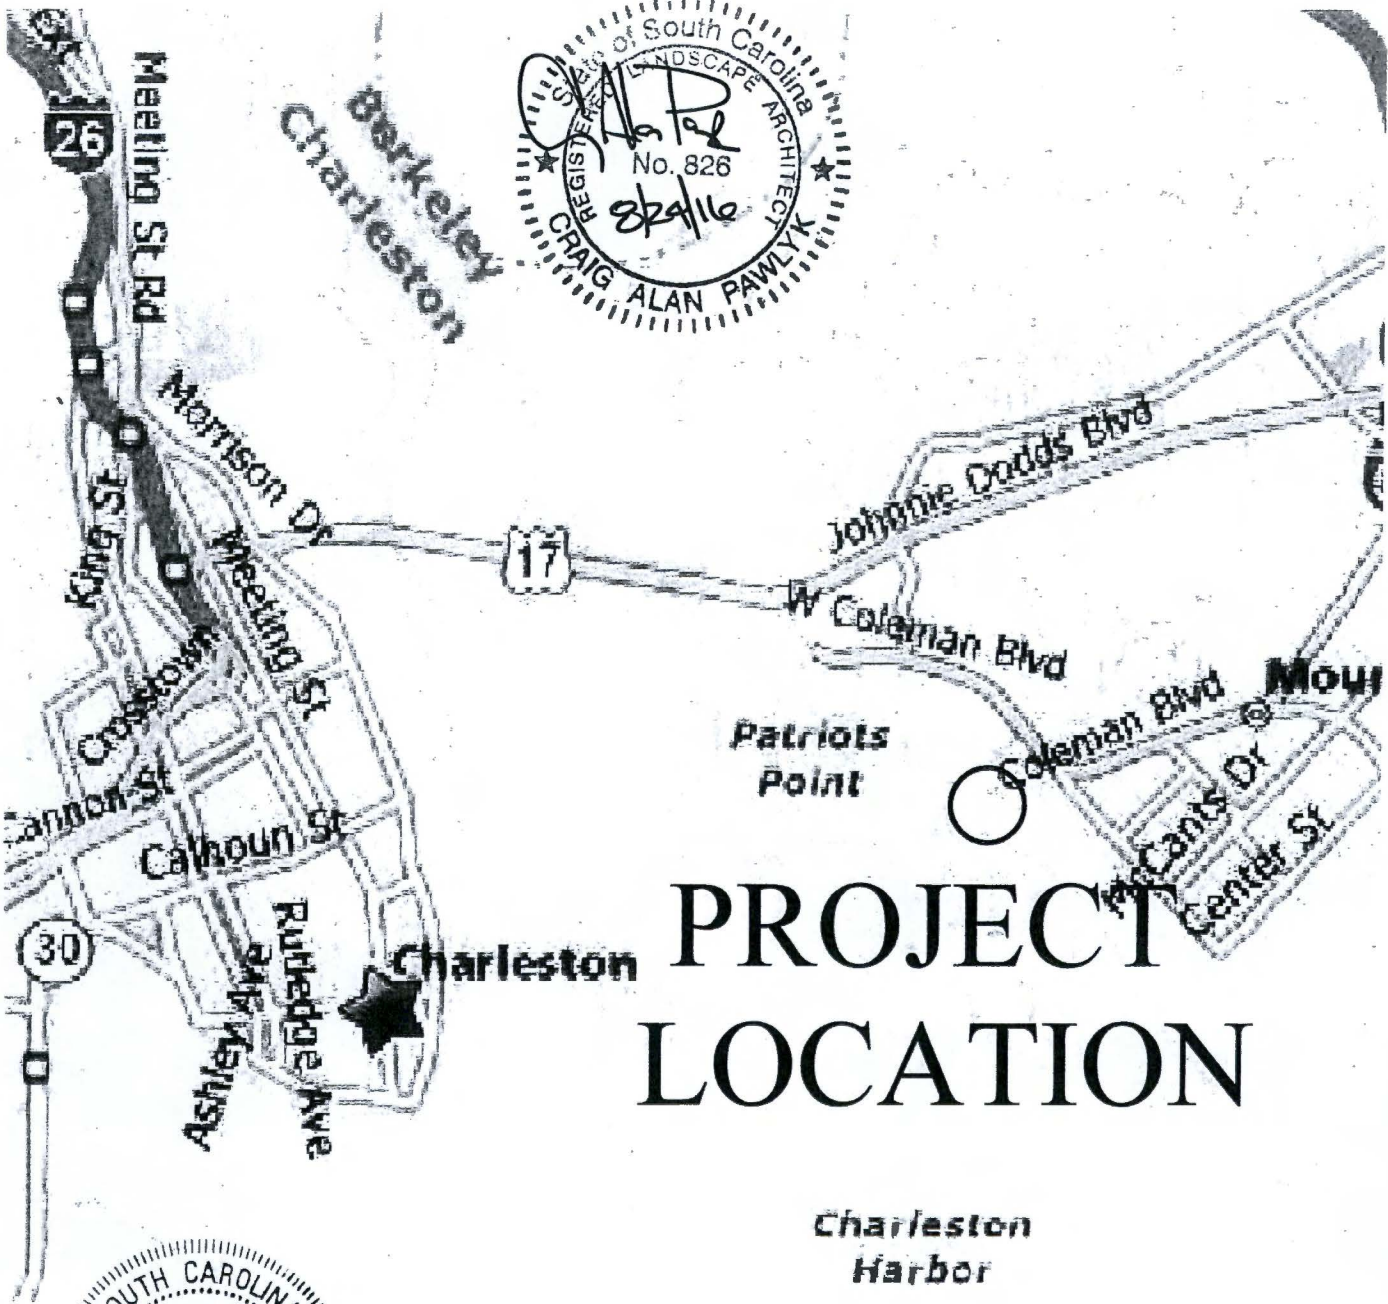 26
Meeting St Rd
Berkeley
Charleston
State of South Carolina
REGISTERED LANDSCAPE ARCHITECT
No. 826
8/24/16
CRAIG ALAN PAWLYK
Morrison Dr
King St
Meeting St
17
Johnnie Dodds Blvd
W Coleman Blvd
Crosstown
Patriots
Point
Coleman Blvd
Cannon St
Calhoun St
McCants Dr
Center St
30
Rutledge Ave
Ashley Ave
Charleston
PROJECT
LOCATION
Charleston
Harbor
SOUTH CAROLINA